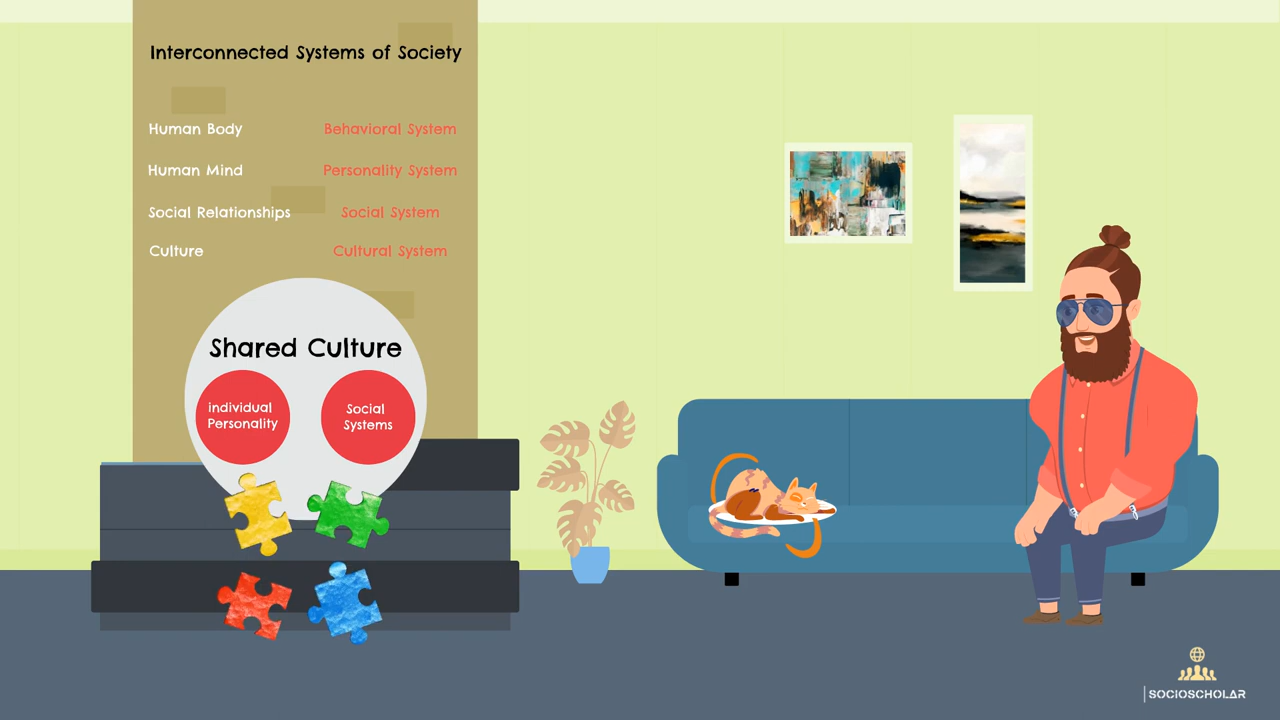 Interconnected Systems of Society
Human Body Behavioral System
Human Mind Personality System
Social Relationships Social System
Culture Cultural System
Shared Culture
individual
Personality
Social
Systems
SOCIOSCHOLAR